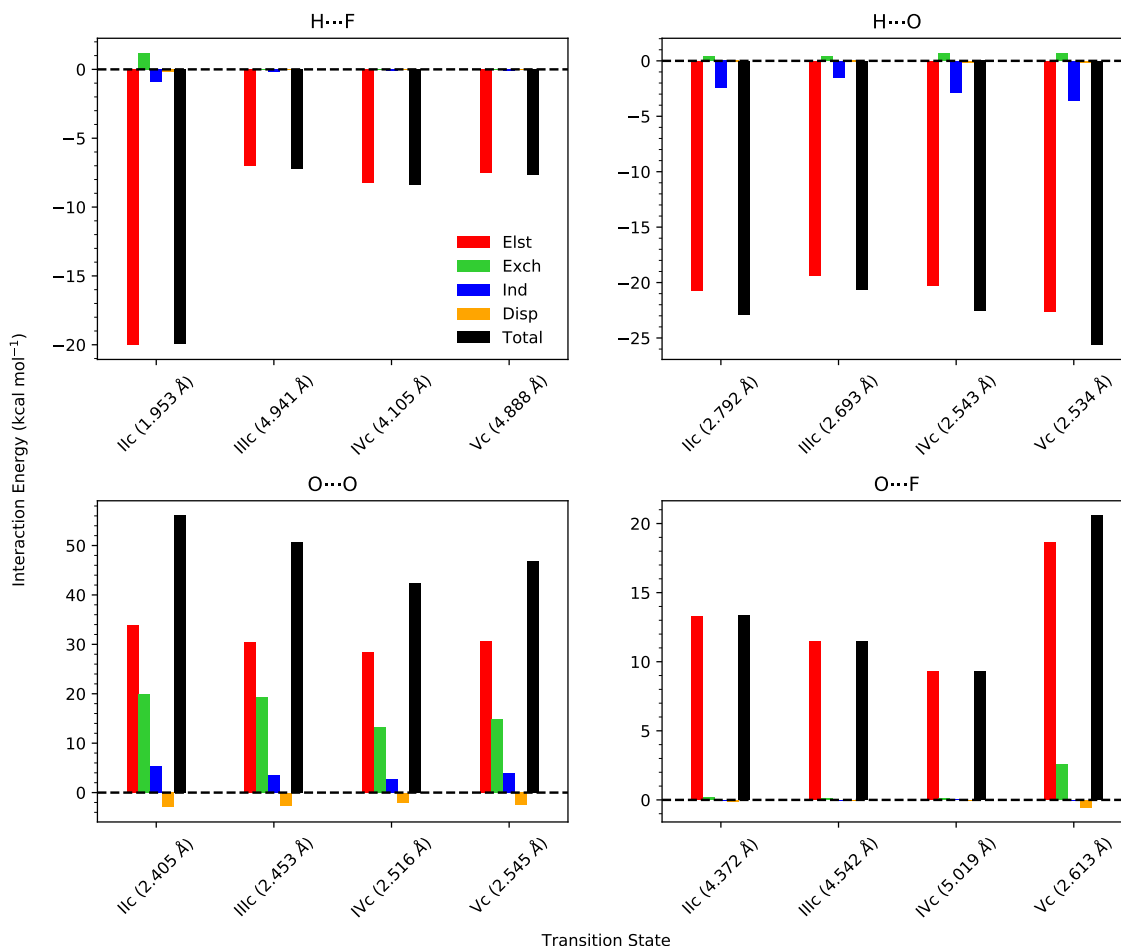 H···F
H···O
0
−5
−10
−15
−20
Elst
Exch
Ind
Disp
Total
0
−5
−10
−15
−20
−25
IIc (1.953 Å)
IIIc (4.941 Å)
IVc (4.105 Å)
Vc (4.888 Å)
IIc (2.792 Å)
IIIc (2.693 Å)
IVc (2.543 Å)
Vc (2.534 Å)
Interaction Energy (kcal mol⁻¹)
O···O
O···F
50
40
30
20
10
0
20
15
10
5
0
IIc (2.405 Å)
IIIc (2.453 Å)
IVc (2.516 Å)
Vc (2.545 Å)
IIc (4.372 Å)
IIIc (4.542 Å)
IVc (5.019 Å)
Vc (2.613 Å)
Transition State